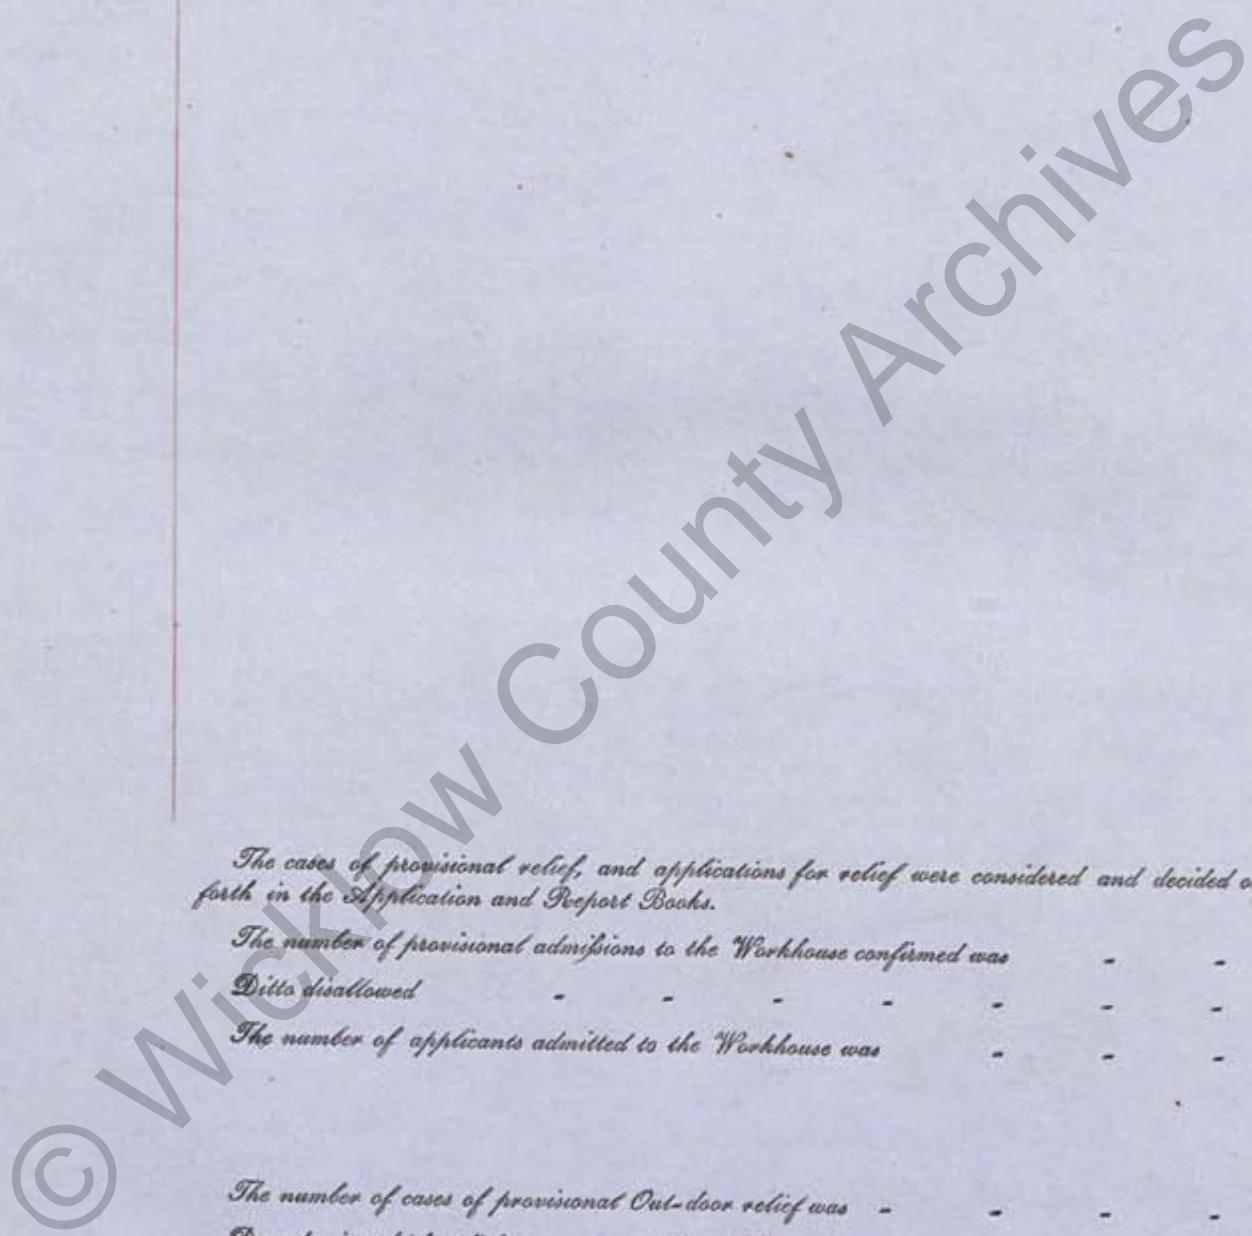 The cases of provisional relief, and applications for relief were considered and decided
forth in the Application and Report Books.
The number of provisional admissions to the Workhouse confirmed was - -
Ditto disallowed - - - - - - -
The number of applicants admitted to the Workhouse was - - -
The number of cases of provisional Out-door relief was - - - -
© Wicklow County Archives